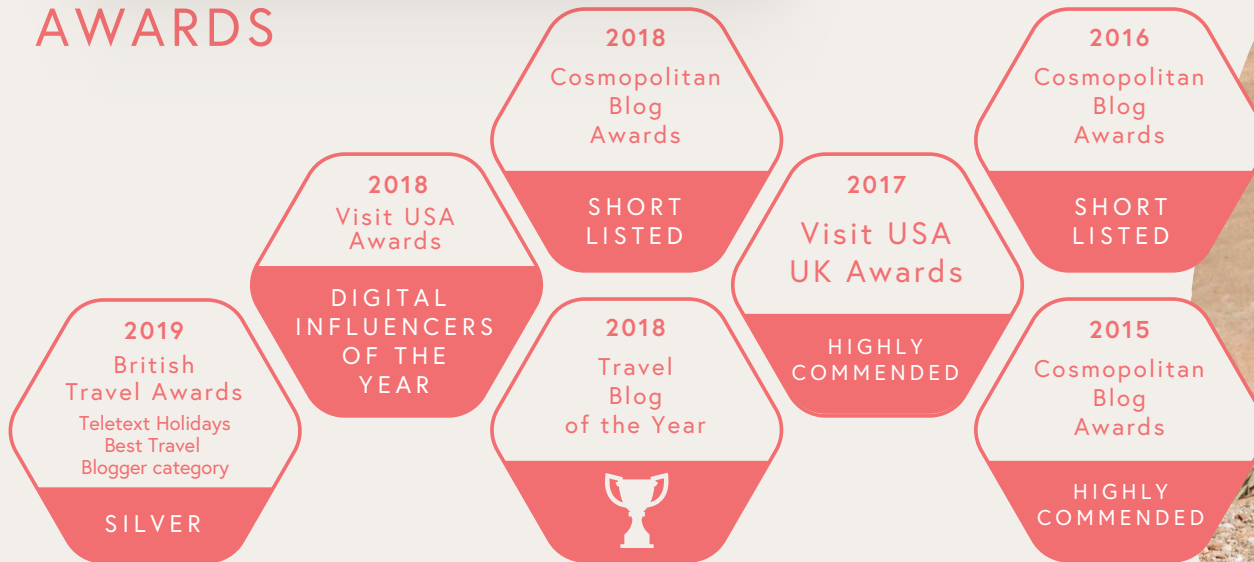 AWARDS
2019
British
Travel Awards
Teletext Holidays
Best Travel
Blogger category
SILVER
2018
Visit USA
Awards
DIGITAL
INFLUENCERS
OF THE
YEAR
2018
Cosmopolitan
Blog
Awards
SHORT
LISTED
2018
Travel
Blog
of the Year
2017
Visit USA
UK Awards
HIGHLY
COMMENDED
2016
Cosmopolitan
Blog
Awards
SHORT
LISTED
2015
Cosmopolitan
Blog
Awards
HIGHLY
COMMENDED